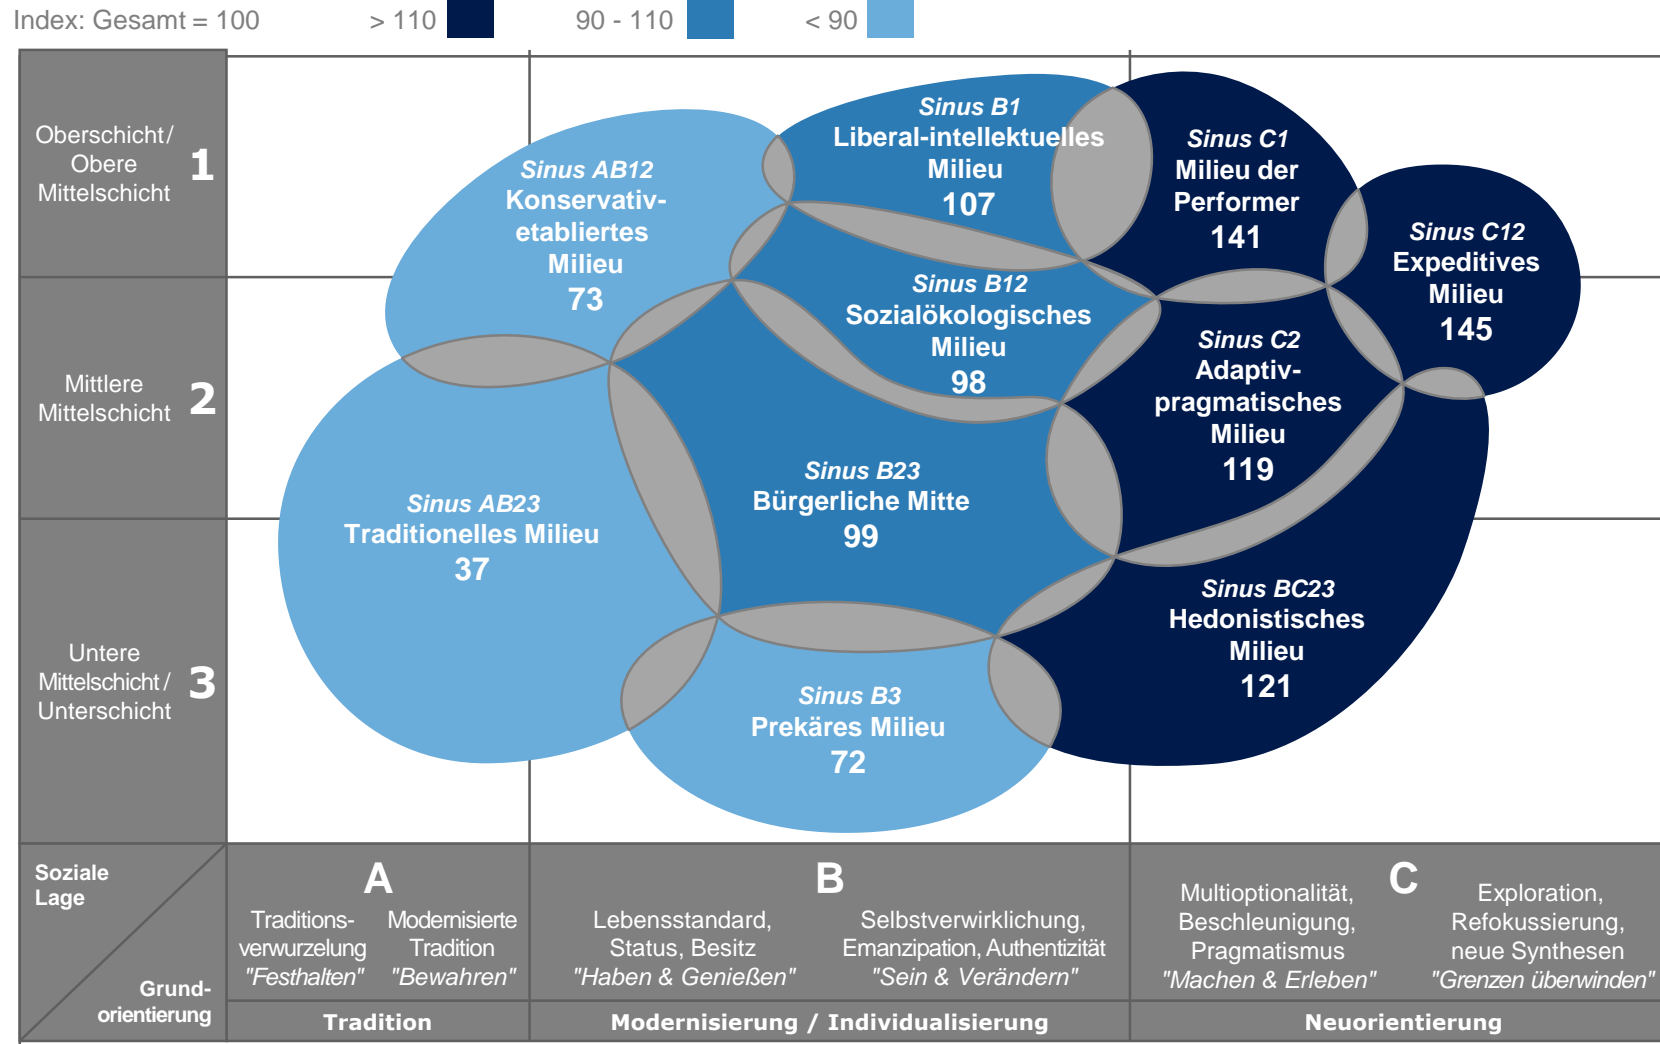 Index: Gesamt = 100 > 110 90 - 110 < 90
Oberschicht/
Obere
Mittelschicht
1
Mittlere
Mittelschicht
2
Untere
Mittelschicht /
Unterschicht
3
Sinus AB12
Konservativ-
etabliertes
Milieu
73
Sinus B1
Liberal-intellektuelles
Milieu
107
Sinus C1
Milieu der
Performer
141
Sinus C12
Expeditives
Milieu
145
Sinus B12
Sozialökologisches
Milieu
98
Sinus C2
Adaptiv-
pragmatisches
Milieu
119
Sinus AB23
Traditionelles Milieu
37
Sinus B23
Bürgerliche Mitte
99
Sinus BC23
Hedonistisches
Milieu
121
Sinus B3
Prekäres Milieu
72
Soziale
Lage
Grund-
orientierung
A
Traditions-
verwurzelung
"Festhalten"
Modernisierte
Tradition
"Bewahren"
Tradition
B
Lebensstandard,
Status, Besitz
"Haben & Genießen"
Selbstverwirklichung,
Emanzipation, Authentizität
"Sein & Verändern"
Modernisierung / Individualisierung
C
Multioptionalität,
Beschleunigung,
Pragmatismus
"Machen & Erleben"
Exploration,
Refokussierung,
neue Synthesen
"Grenzen überwinden"
Neuorientierung